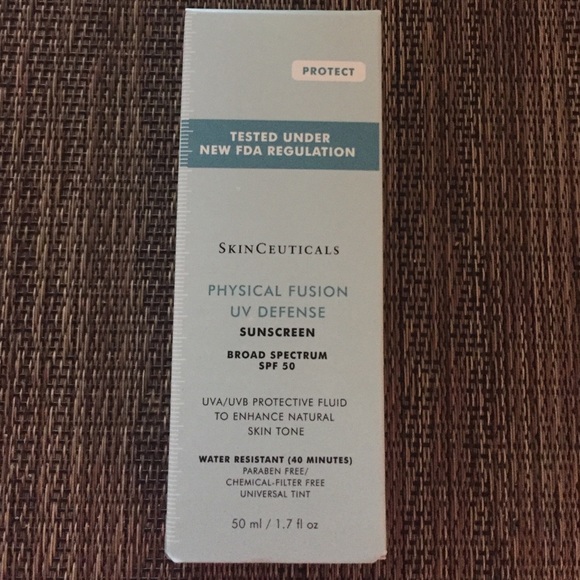 PROTECT
TESTED UNDER
NEW FDA REGULATION
SKINCEUTICALS
PHYSICAL FUSION
UV DEFENSE
SUNSCREEN
BROAD SPECTRUM
SPF 50
UVA/UVB PROTECTIVE FLUID
TO ENHANCE NATURAL
SKIN TONE
WATER RESISTANT (40 MINUTES)
PARABEN FREE/
CHEMICAL-FILTER FREE
UNIVERSAL TINT
50 ml / 1.7 fl oz